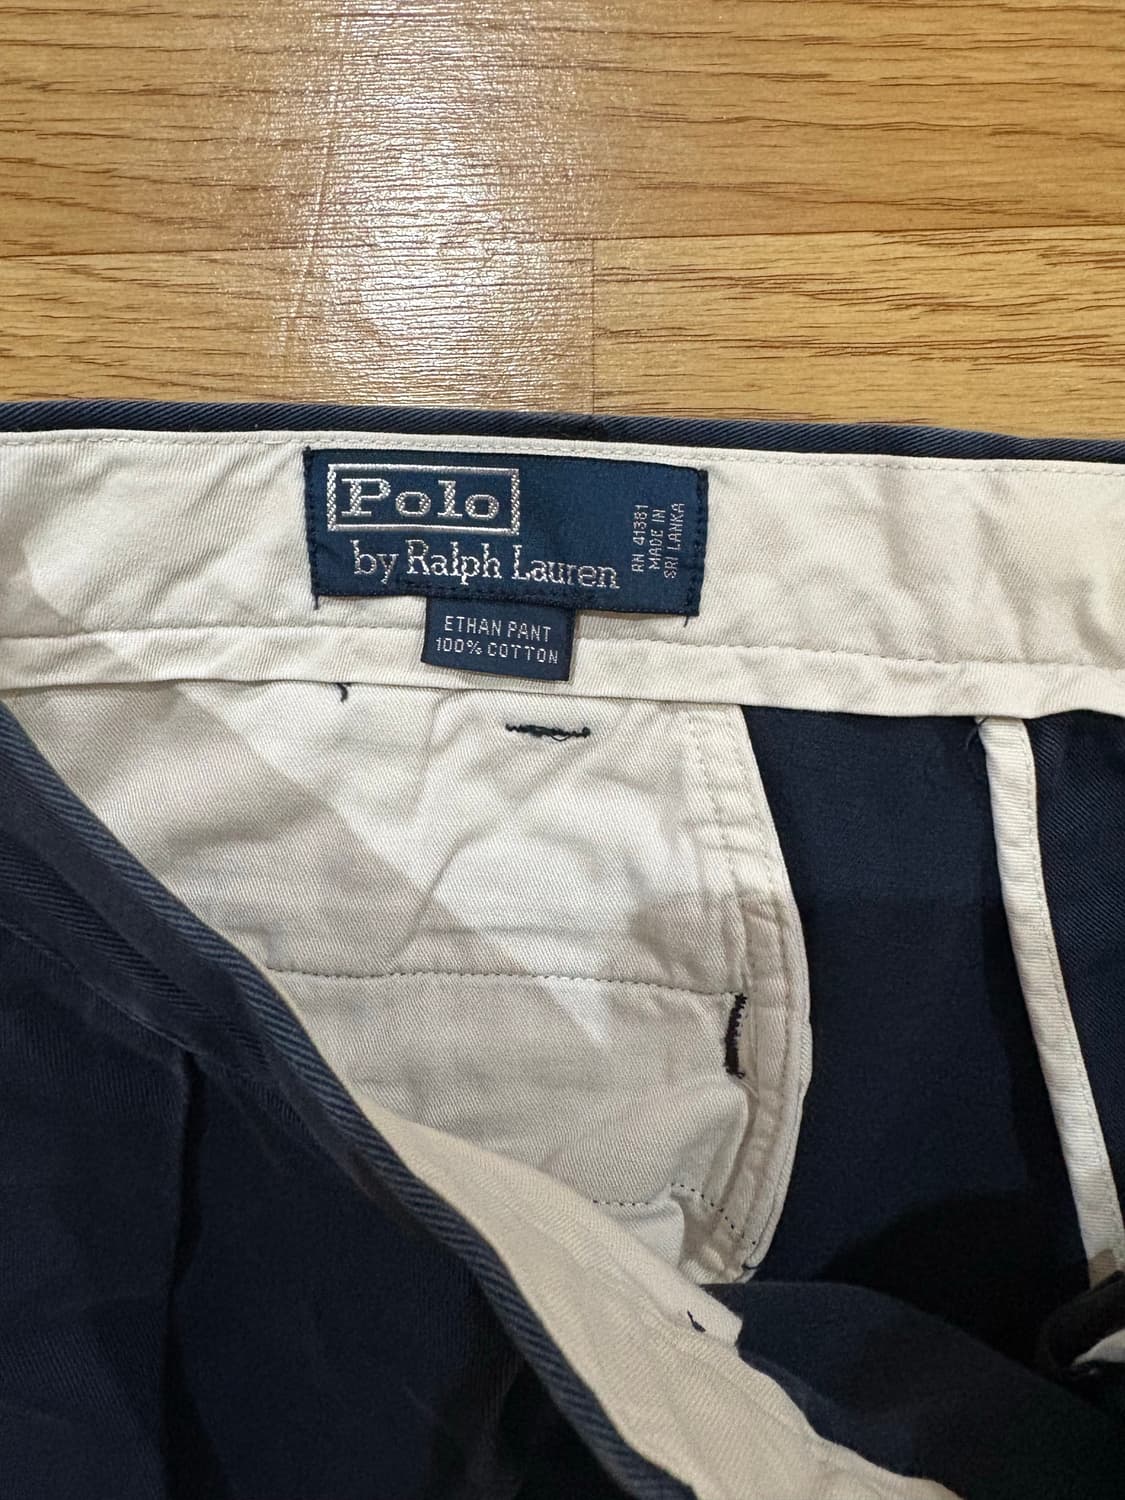 Polo
by Ralph Lauren
RN 41381
MADE IN
SRI LANKA
ETHAN PANT
100% COTTON